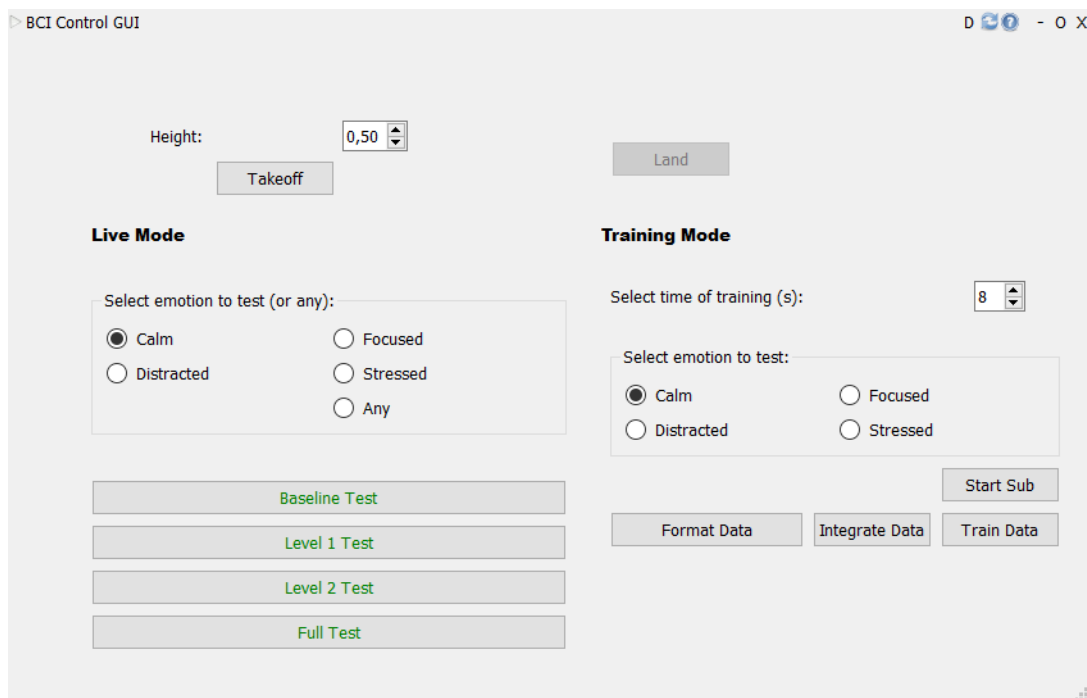 BCI Control GUI
D ? - O X
Height:
0,50
Takeoff
Land
Live Mode
Select emotion to test (or any):
Calm
Focused
Distracted
Stressed
Any
Baseline Test
Level 1 Test
Level 2 Test
Full Test
Training Mode
Select time of training (s):
8
Select emotion to test:
Calm
Focused
Distracted
Stressed
Start Sub
Format Data
Integrate Data
Train Data